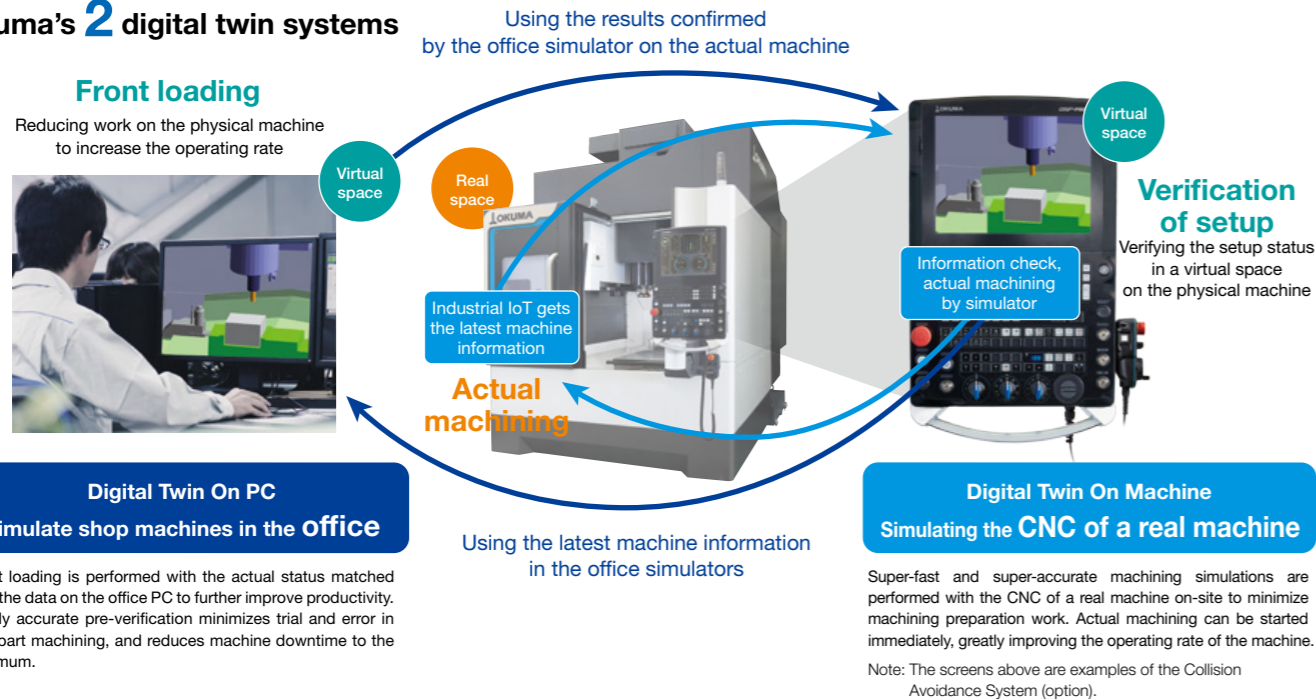 uma's 2 digital twin systems
Using the results confirmed
by the office simulator on the actual machine
Front loading
Reducing work on the physical machine
to increase the operating rate
Virtual
space
Real
space
OKUMA
Industrial IoT gets
the latest machine
information
Actual
machining
OKUMA
Virtual
space
Information check,
actual machining
by simulator
Verification
of setup
Verifying the setup status
in a virtual space
on the physical machine
Digital Twin On PC
imulate shop machines in the office
t loading is performed with the actual status matched
the data on the office PC to further improve productivity.
ly accurate pre-verification minimizes trial and error in
part machining, and reduces machine downtime to the
mum.
Using the latest machine information
in the office simulators
Digital Twin On Machine
Simulating the CNC of a real machine
Super-fast and super-accurate machining simulations are
performed with the CNC of a real machine on-site to minimize
machining preparation work. Actual machining can be started
immediately, greatly improving the operating rate of the machine.
Note: The screens above are examples of the Collision
Avoidance System (option).